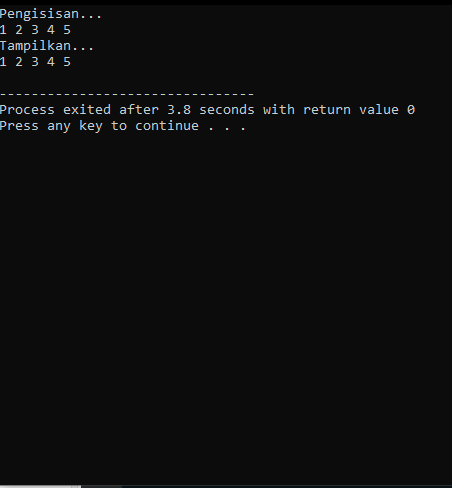 Pengisisan...
1 2 3 4 5
Tampilkan...
1 2 3 4 5
--------------------------------
Process exited after 3.8 seconds with return value 0
Press any key to continue . . .